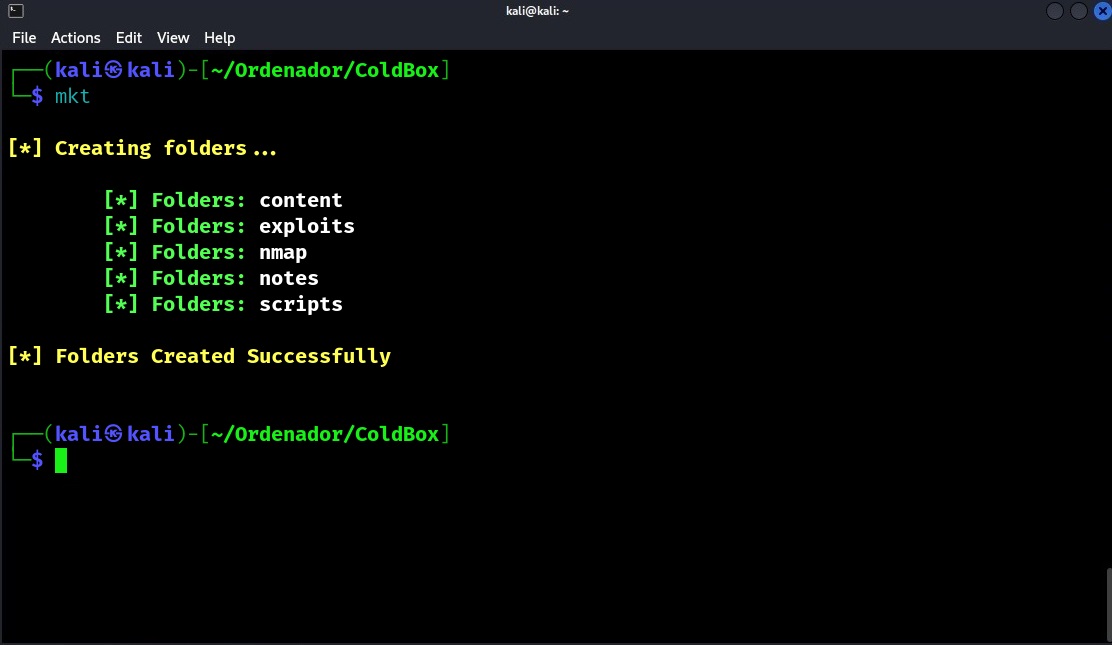 kali@kali: ~
File Actions Edit View Help
┌──(kali㉿kali)-[~/Ordenador/ColdBox]
└─$ mkt
[*] Creating folders...
[*] Folders: content
[*] Folders: exploits
[*] Folders: nmap
[*] Folders: notes
[*] Folders: scripts
[*] Folders Created Successfully
┌──(kali㉿kali)-[~/Ordenador/ColdBox]
└─$